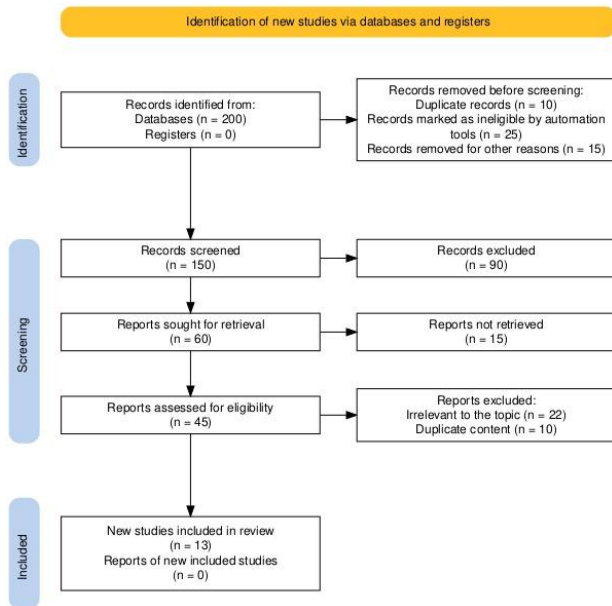 Identification of new studies via databases and registers
Identification
Records identified from:
Databases (n = 200)
Registers (n = 0)
Records removed before screening:
Duplicate records (n = 10)
Records marked as ineligible by automation
tools (n = 25)
Records removed for other reasons (n = 15)
Screening
Records screened
(n = 150)
Records excluded
(n = 90)
Reports sought for retrieval
(n = 60)
Reports not retrieved
(n = 15)
Reports assessed for eligibility
(n = 45)
Reports excluded:
Irrelevant to the topic (n = 22)
Duplicate content (n = 10)
Included
New studies included in review
(n = 13)
Reports of new included studies
(n = 0)